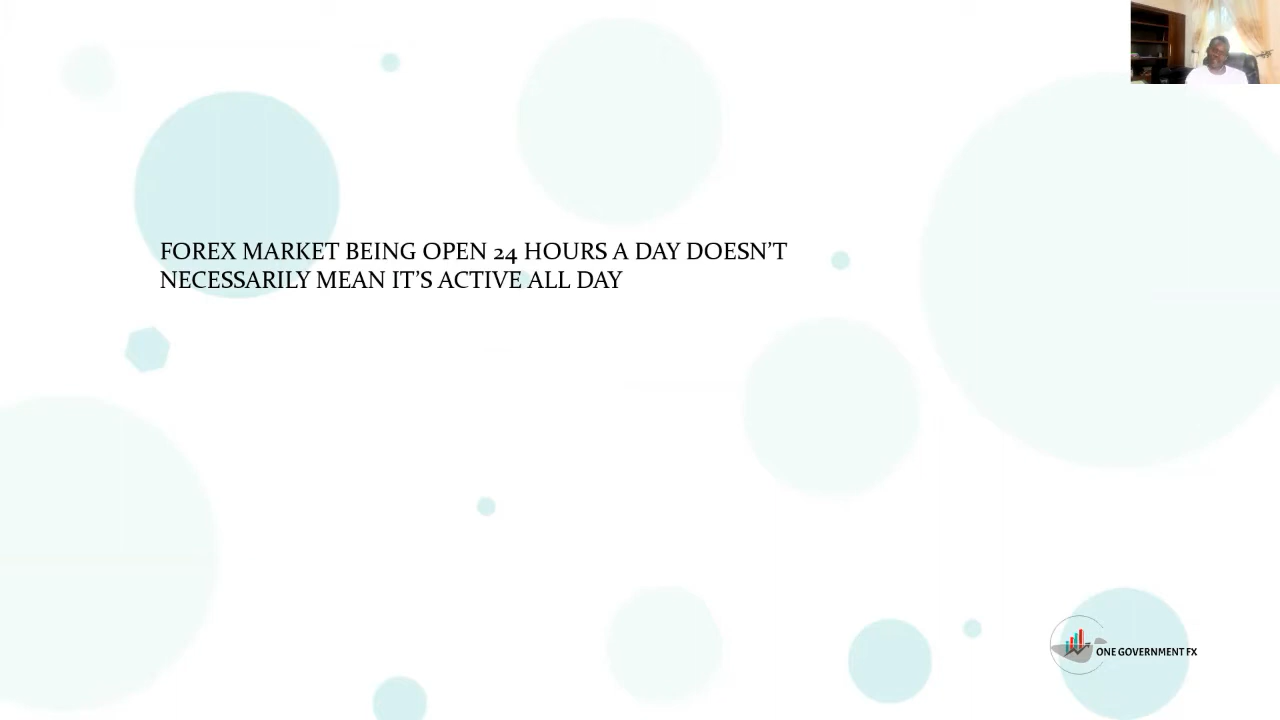 FOREX MARKET BEING OPEN 24 HOURS A DAY DOESN’T
NECESSARILY MEAN IT’S ACTIVE ALL DAY
ONE GOVERNMENT FX